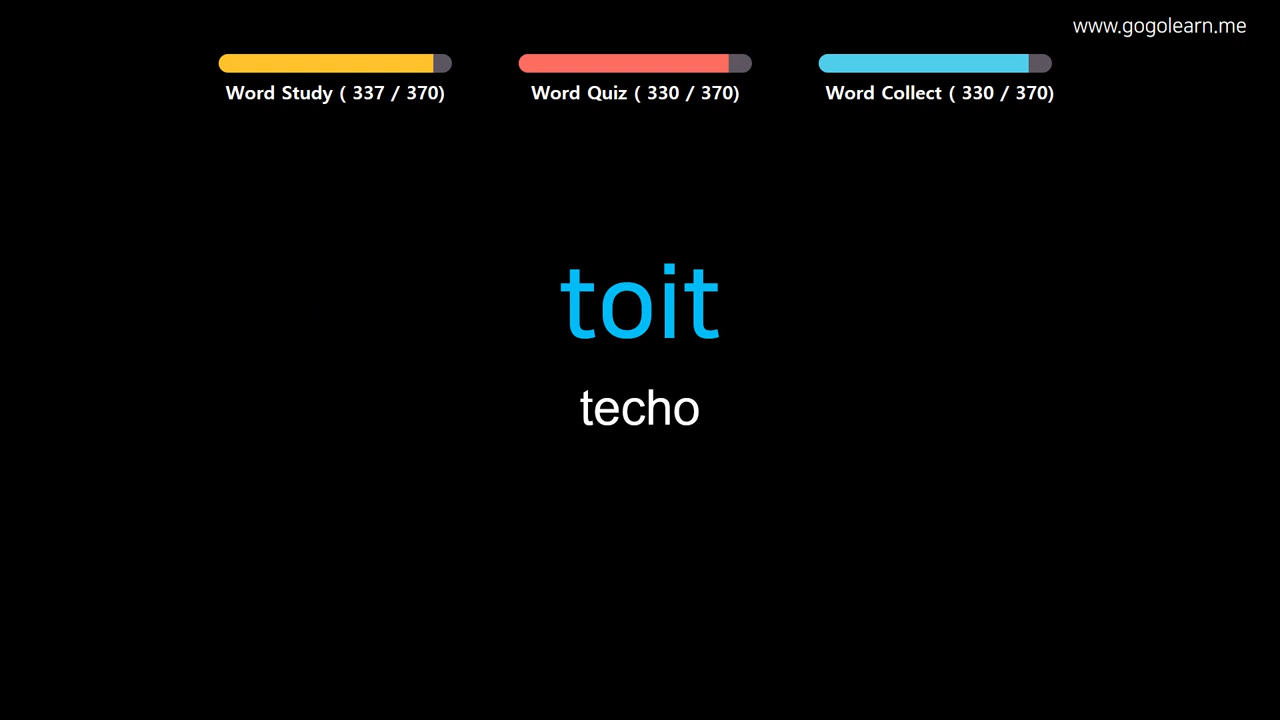 www.gogolearn.me
Word Study ( 337 / 370)
Word Quiz ( 330 / 370)
Word Collect ( 330 / 370)
toit
techo